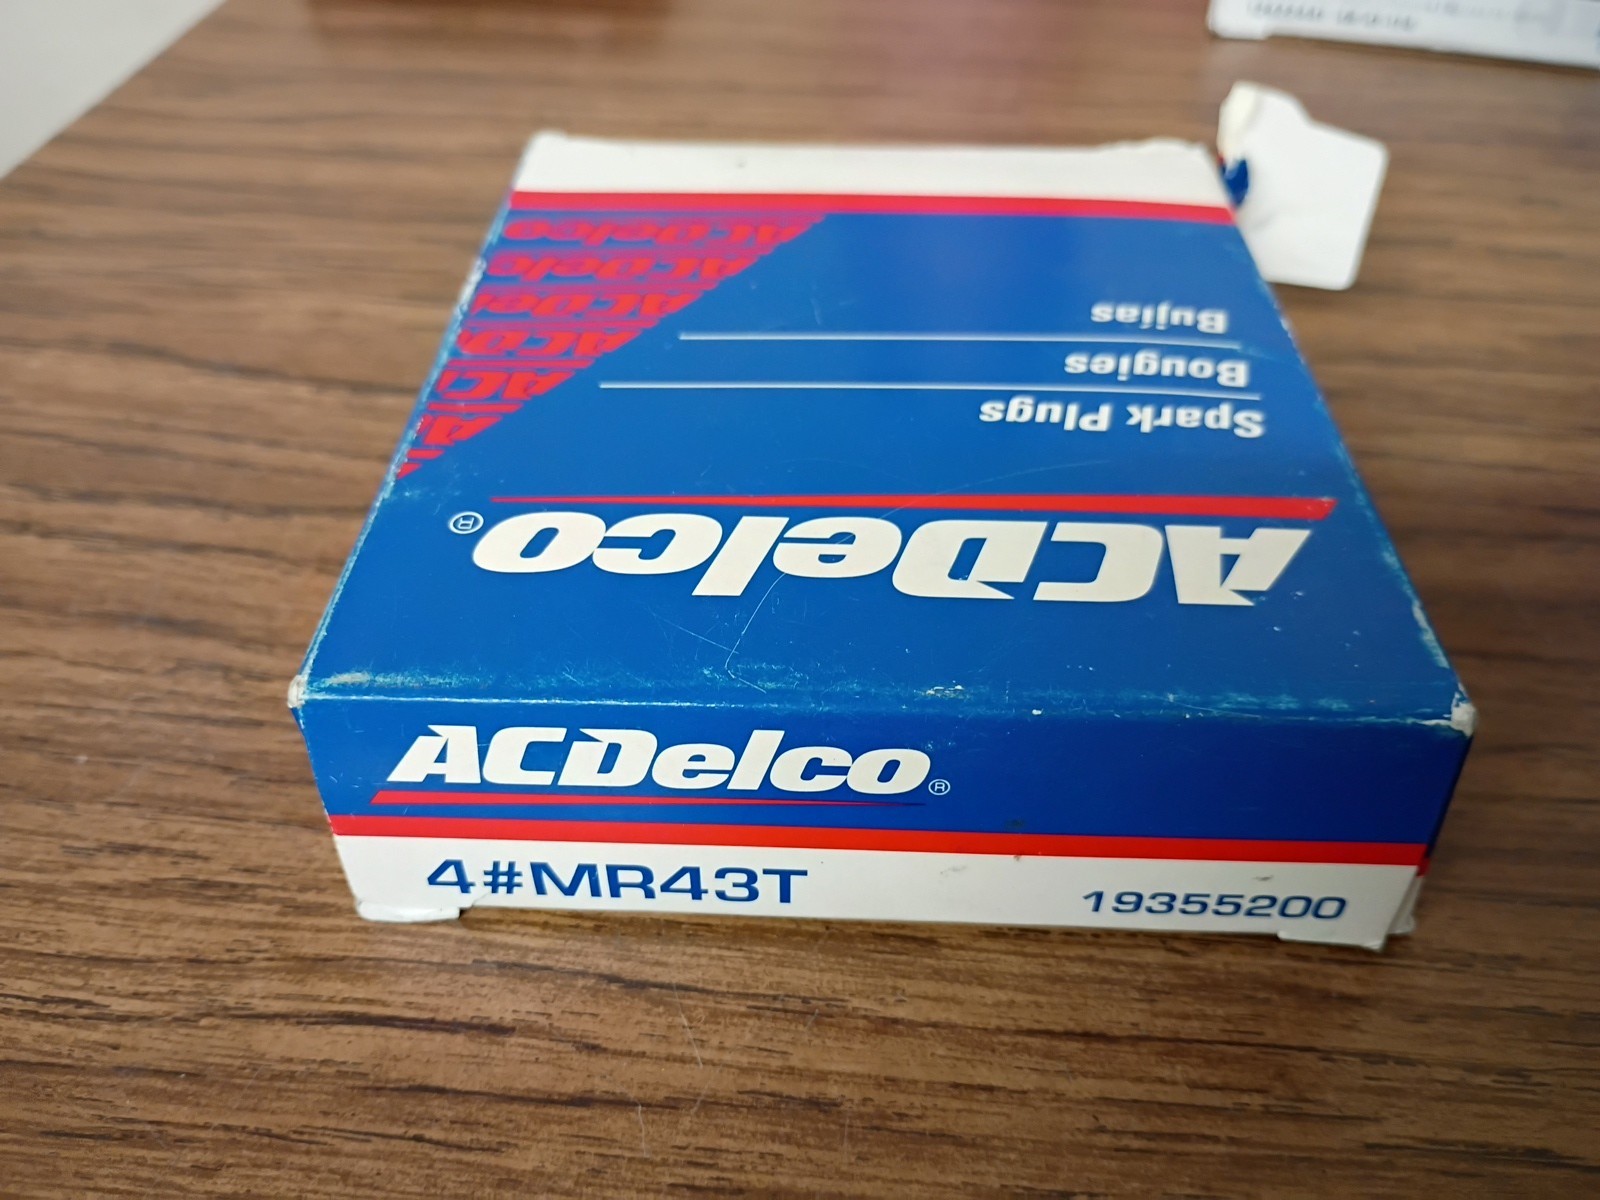 ACDelco®
Spark Plugs
Bougies
Bujías
ACDelco®
4#MR43T
19355200